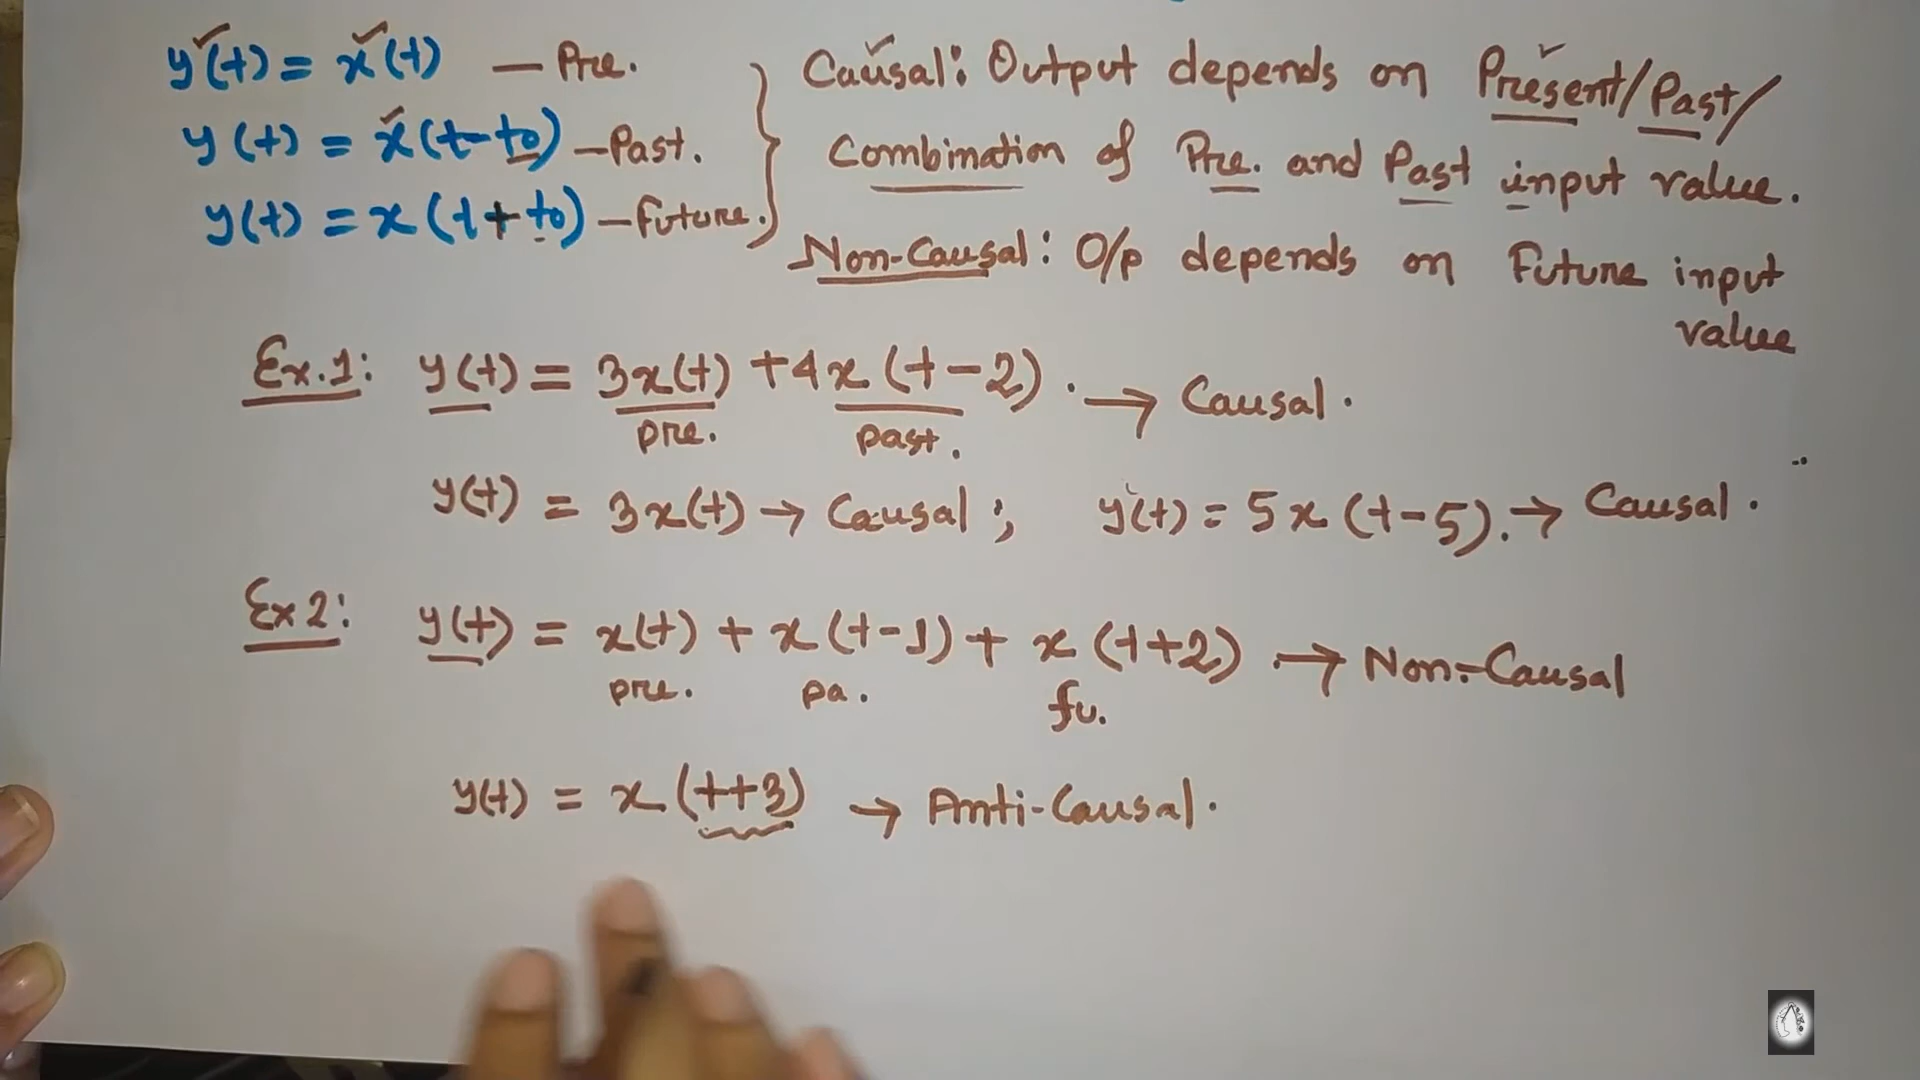 y(t) = x(t) — Pre.
y(t) = x(t-t0) — Past.
y(t) = x(t+t0) — Future.
Causal: Output depends on Present/Past/
Combination of Pre. and Past input value.
Non-Causal: O/p depends on Future input
value
Ex.1: y(t) = 3x(t) + 4x(t-2). → Causal.
pre. past.
y(t) = 3x(t) → Causal; y(t) = 5x(t-5). → Causal.
Ex2: y(t) = x(t) + x(t-1) + x(t+2) → Non-Causal
pre. pa. fu.
y(t) = x(t+3) → Anti-Causal.